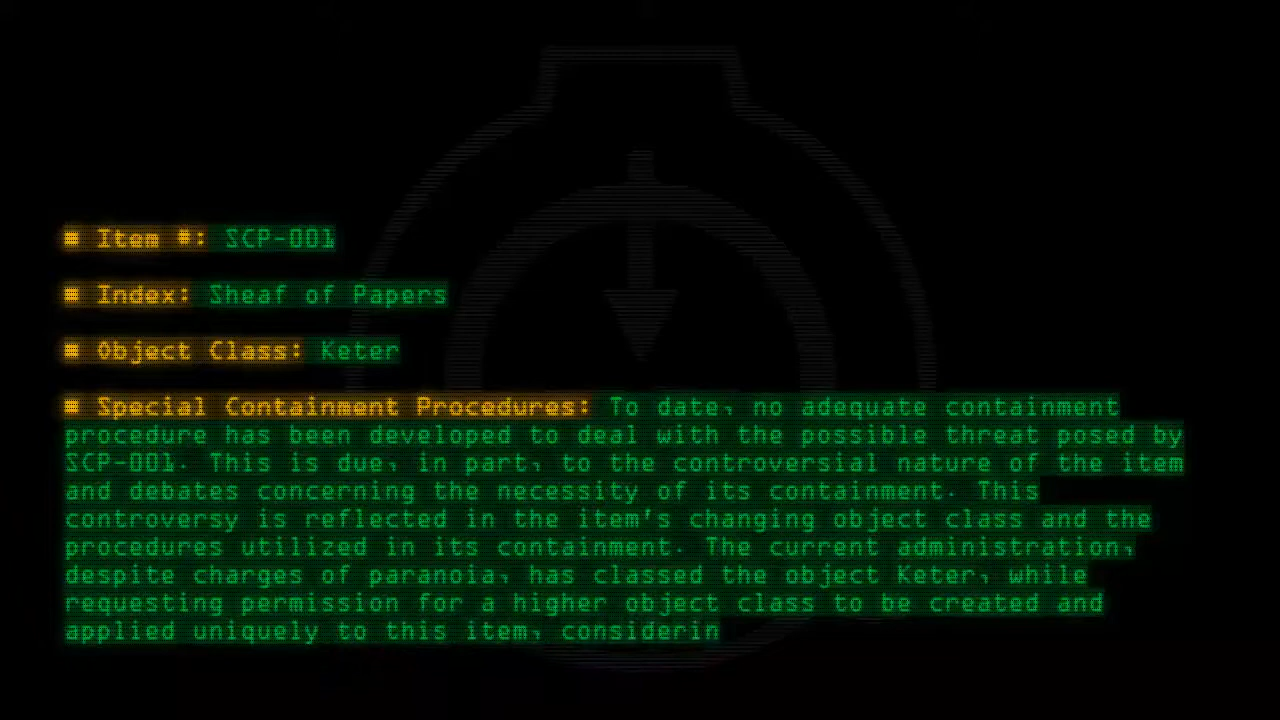 ■ Item #: SCP-001
■ Index: Sheaf of Papers
■ Object Class: Keter
■ Special Containment Procedures: To date, no adequate containment
procedure has been developed to deal with the possible threat posed by
SCP-001. This is due, in part, to the controversial nature of the item
and debates concerning the necessity of its containment. This
controversy is reflected in the item's changing object class and the
procedures utilized in its containment. The current administration,
despite charges of paranoia, has classed the object Keter, while
requesting permission for a higher object class to be created and
applied uniquely to this item, considerin